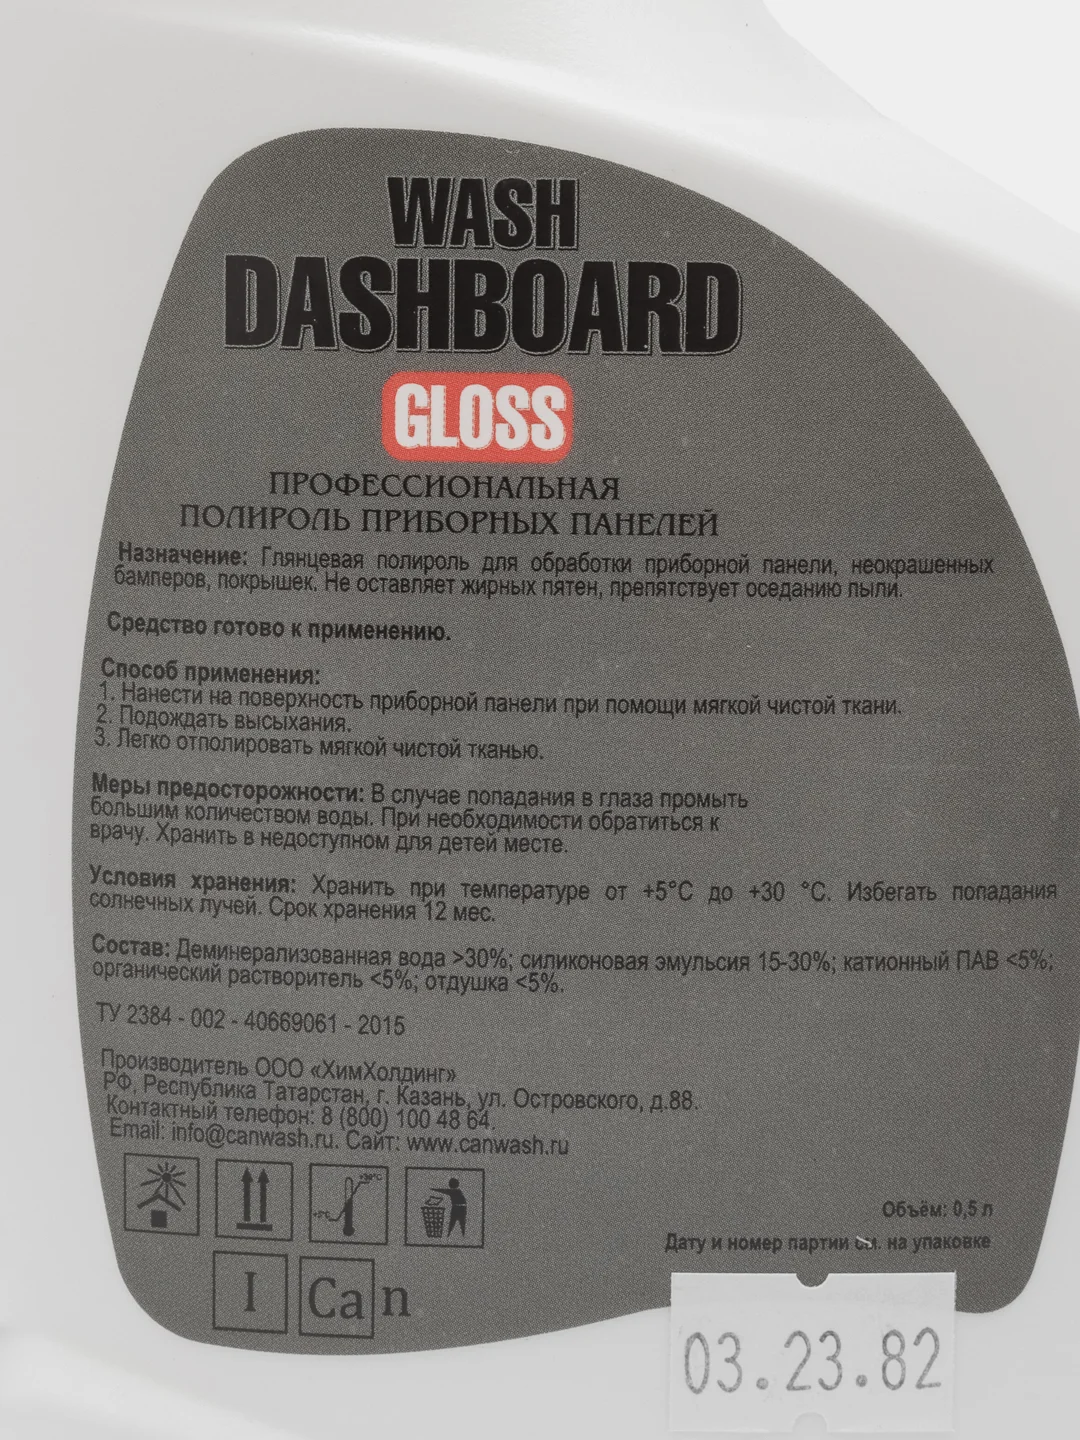 WASH
DASHBOARD
GLOSS
ПРОФЕССИОНАЛЬНАЯ
ПОЛИРОЛЬ ПРИБОРНЫХ ПАНЕЛЕЙ
Назначение: Глянцевая полироль для обработки приборной панели, неокрашенных
бамперов, покрышек. Не оставляет жирных пятен, препятствует оседанию пыли.
Средство готово к применению.
Способ применения:
1. Нанести на поверхность приборной панели при помощи мягкой чистой ткани.
2. Подождать высыхания.
3. Легко отполировать мягкой чистой тканью.
Меры предосторожности: В случае попадания в глаза промыть
большим количеством воды. При необходимости обратиться к
врачу. Хранить в недоступном для детей месте.
Условия хранения: Хранить при температуре от +5°С до +30 °С. Избегать попадания
солнечных лучей. Срок хранения 12 мес.
Состав: Деминерализованная вода >30%; силиконовая эмульсия 15-30%; катионный ПАВ <5%;
органический растворитель <5%; отдушка <5%.
ТУ 2384 - 002 - 40669061 - 2015
Производитель ООО «ХимХолдинг»
РФ, Республика Татарстан, г. Казань, ул. Островского, д.88.
Контактный телефон: 8 (800) 100 48 64.
Email: info@canwash.ru. Сайт: www.canwash.ru
Объём: 0,5 л
Дату и номер партии см. на упаковке
I Can
03.23.82